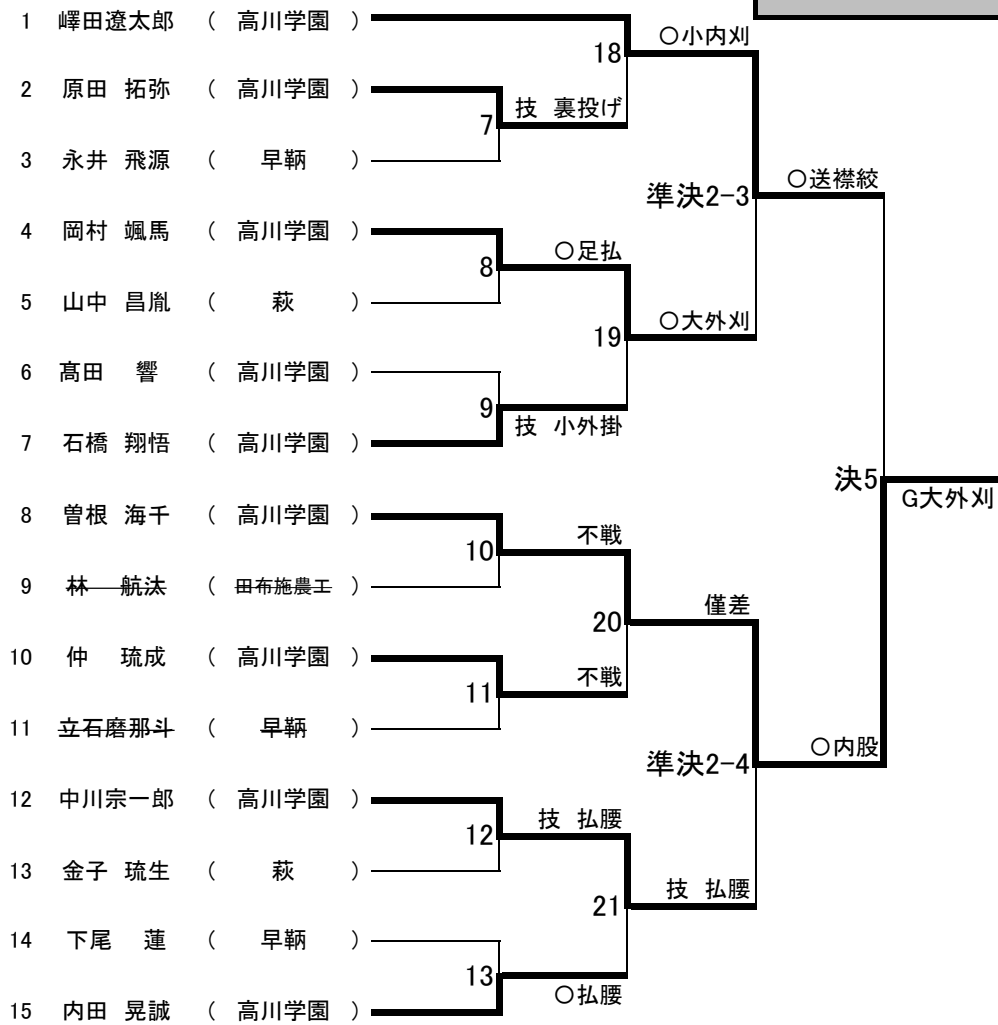 1 嶧田遼太郎 ( 高川学園 )
18 〇小内刈
2 原田 拓弥 ( 高川学園 )
7 技 裏投げ
3 永井 飛源 ( 早鞆 )
準決2-3 〇送襟絞
4 岡村 颯馬 ( 高川学園 )
8 〇足払
5 山中 昌胤 ( 萩 )
19 〇大外刈
6 髙田 響 ( 高川学園 )
9 技 小外掛
7 石橋 翔悟 ( 高川学園 )
決5 G大外刈
8 曽根 海千 ( 高川学園 )
10 不戦
9 林 航汰 ( 田布施農工 )
20 僅差
10 仲 琉成 ( 高川学園 )
11 不戦
11 立石磨那斗 ( 早鞆 )
準決2-4 〇内股
12 中川宗一郎 ( 高川学園 )
12 技 払腰
13 金子 琉生 ( 萩 )
21 技 払腰
14 下尾 蓮 ( 早鞆 )
13 〇払腰
15 内田 晃誠 ( 高川学園 )